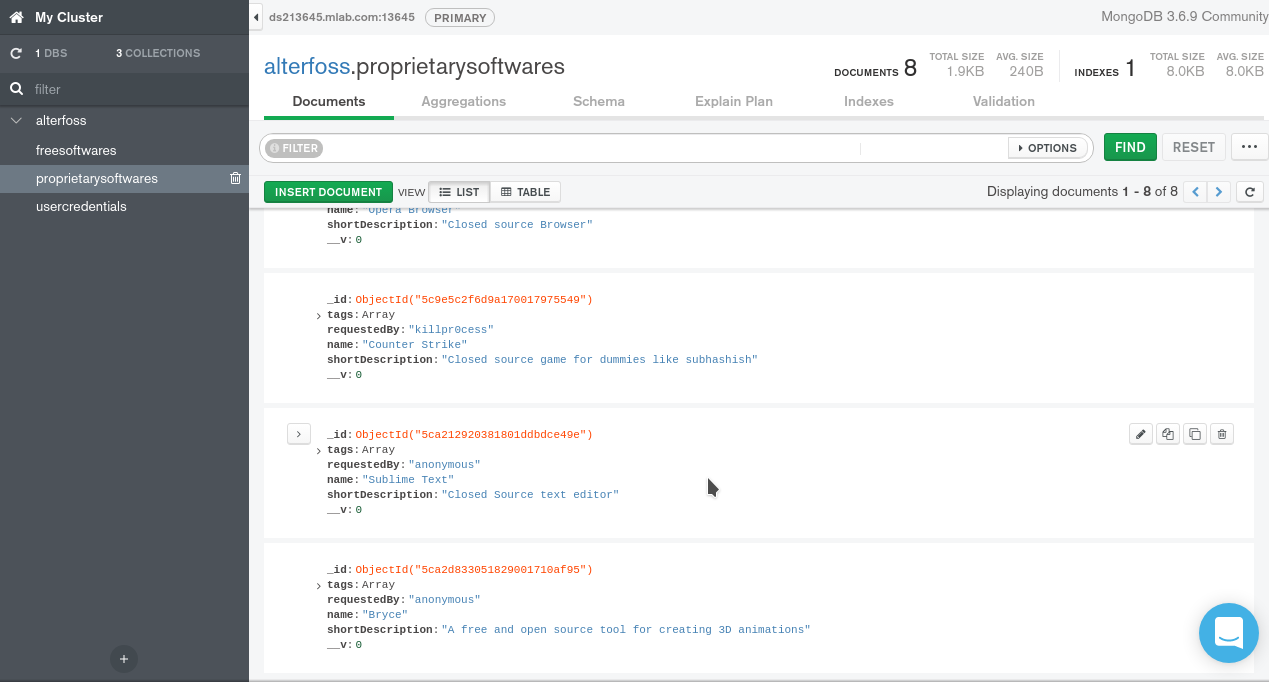 My Cluster
1 DBS 3 COLLECTIONS
filter
alterfoss
freesoftwares
proprietarysoftwares
usercredentials
ds213645.mlab.com:13645 PRIMARY MongoDB 3.6.9 Community
alterfoss.proprietarysoftwares
DOCUMENTS 8 TOTAL SIZE 1.9KB AVG. SIZE 240B INDEXES 1 TOTAL SIZE 8.0KB AVG. SIZE 8.0KB
Documents Aggregations Schema Explain Plan Indexes Validation
FILTER OPTIONS FIND RESET ...
INSERT DOCUMENT VIEW LIST TABLE Displaying documents 1 - 8 of 8
name: "Opera Browser"
shortDescription: "Closed source Browser"
__v: 0
_id: ObjectId("5c9e5c2f6d9a170017975549")
tags: Array
requestedBy: "killpr0cess"
name: "Counter Strike"
shortDescription: "Closed source game for dummies like subhashish"
__v: 0
_id: ObjectId("5ca212920381801ddbdce49e")
tags: Array
requestedBy: "anonymous"
name: "Sublime Text"
shortDescription: "Closed Source text editor"
__v: 0
_id: ObjectId("5ca2d833051829001710af95")
tags: Array
requestedBy: "anonymous"
name: "Bryce"
shortDescription: "A free and open source tool for creating 3D animations"
__v: 0